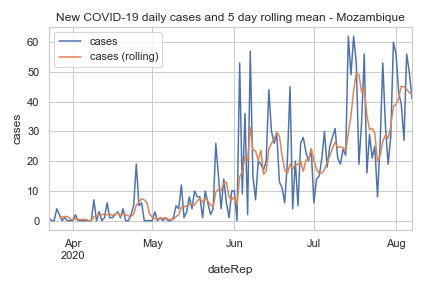 New COVID-19 daily cases and 5 day rolling mean - Mozambique
cases
cases (rolling)
60
50
40
30
20
10
0
cases
Apr
2020
May
Jun
Jul
Aug
dateRep